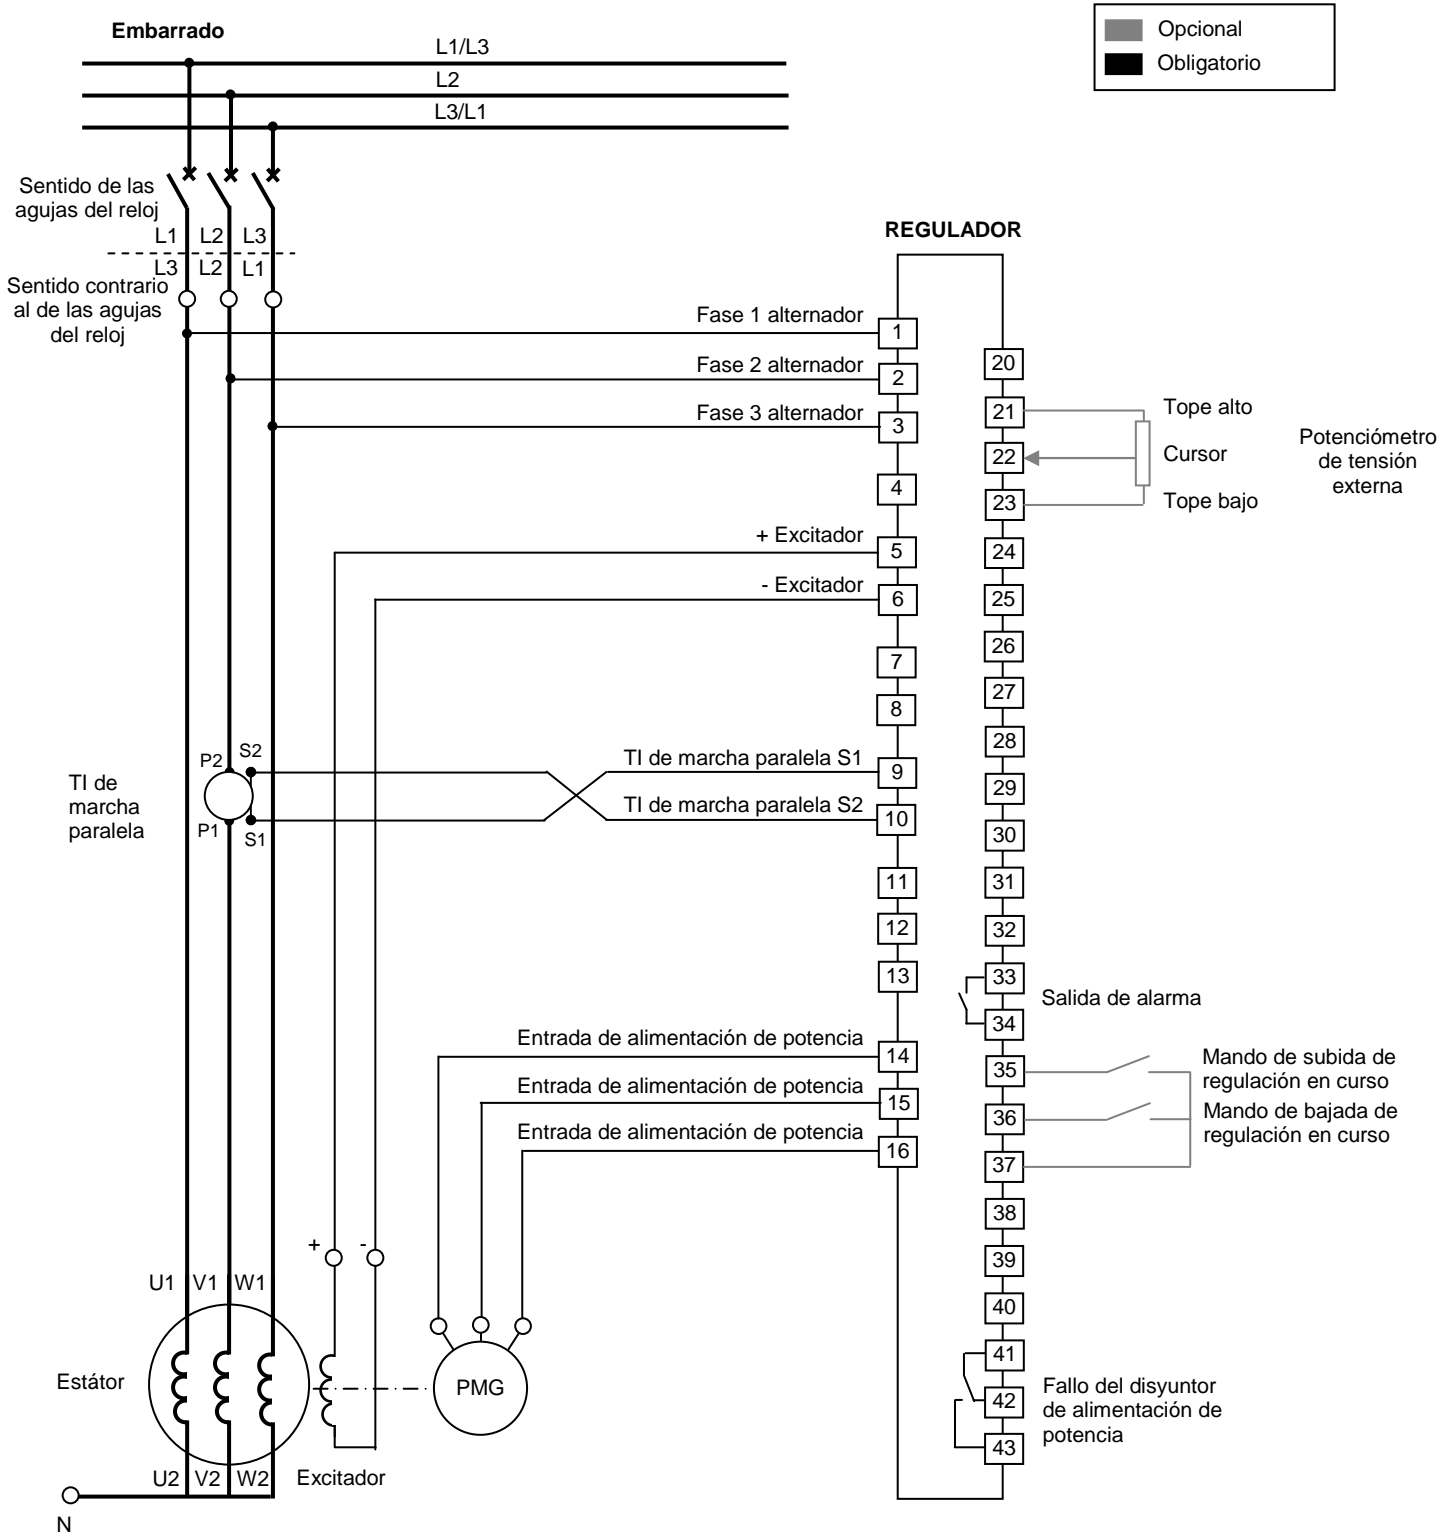 Embarrado
L1/L3
L2
L3/L1
Opcional
Obligatorio
Sentido de las
agujas del reloj
L1 L2 L3
L3 L2 L1
Sentido contrario
al de las agujas
del reloj
REGULADOR
Fase 1 alternador
1
Fase 2 alternador
2
Fase 3 alternador
3
4
+ Excitador
5
- Excitador
6
7
8
TI de marcha paralela S1
9
TI de marcha paralela S2
10
11
12
13
Entrada de alimentación de potencia
14
Entrada de alimentación de potencia
15
Entrada de alimentación de potencia
16
20
21
Tope alto
22
Cursor
23
Tope bajo
Potenciómetro
de tensión
externa
24
25
26
27
28
29
30
31
32
33
Salida de alarma
34
35
Mando de subida de
regulación en curso
36
Mando de bajada de
regulación en curso
37
38
39
40
41
42
Fallo del disyuntor
de alimentación de
potencia
43
TI de
marcha
paralela
P2
S2
P1
S1
+ -
U1 V1 W1
Estátor
PMG
U2 V2 W2
Excitador
N